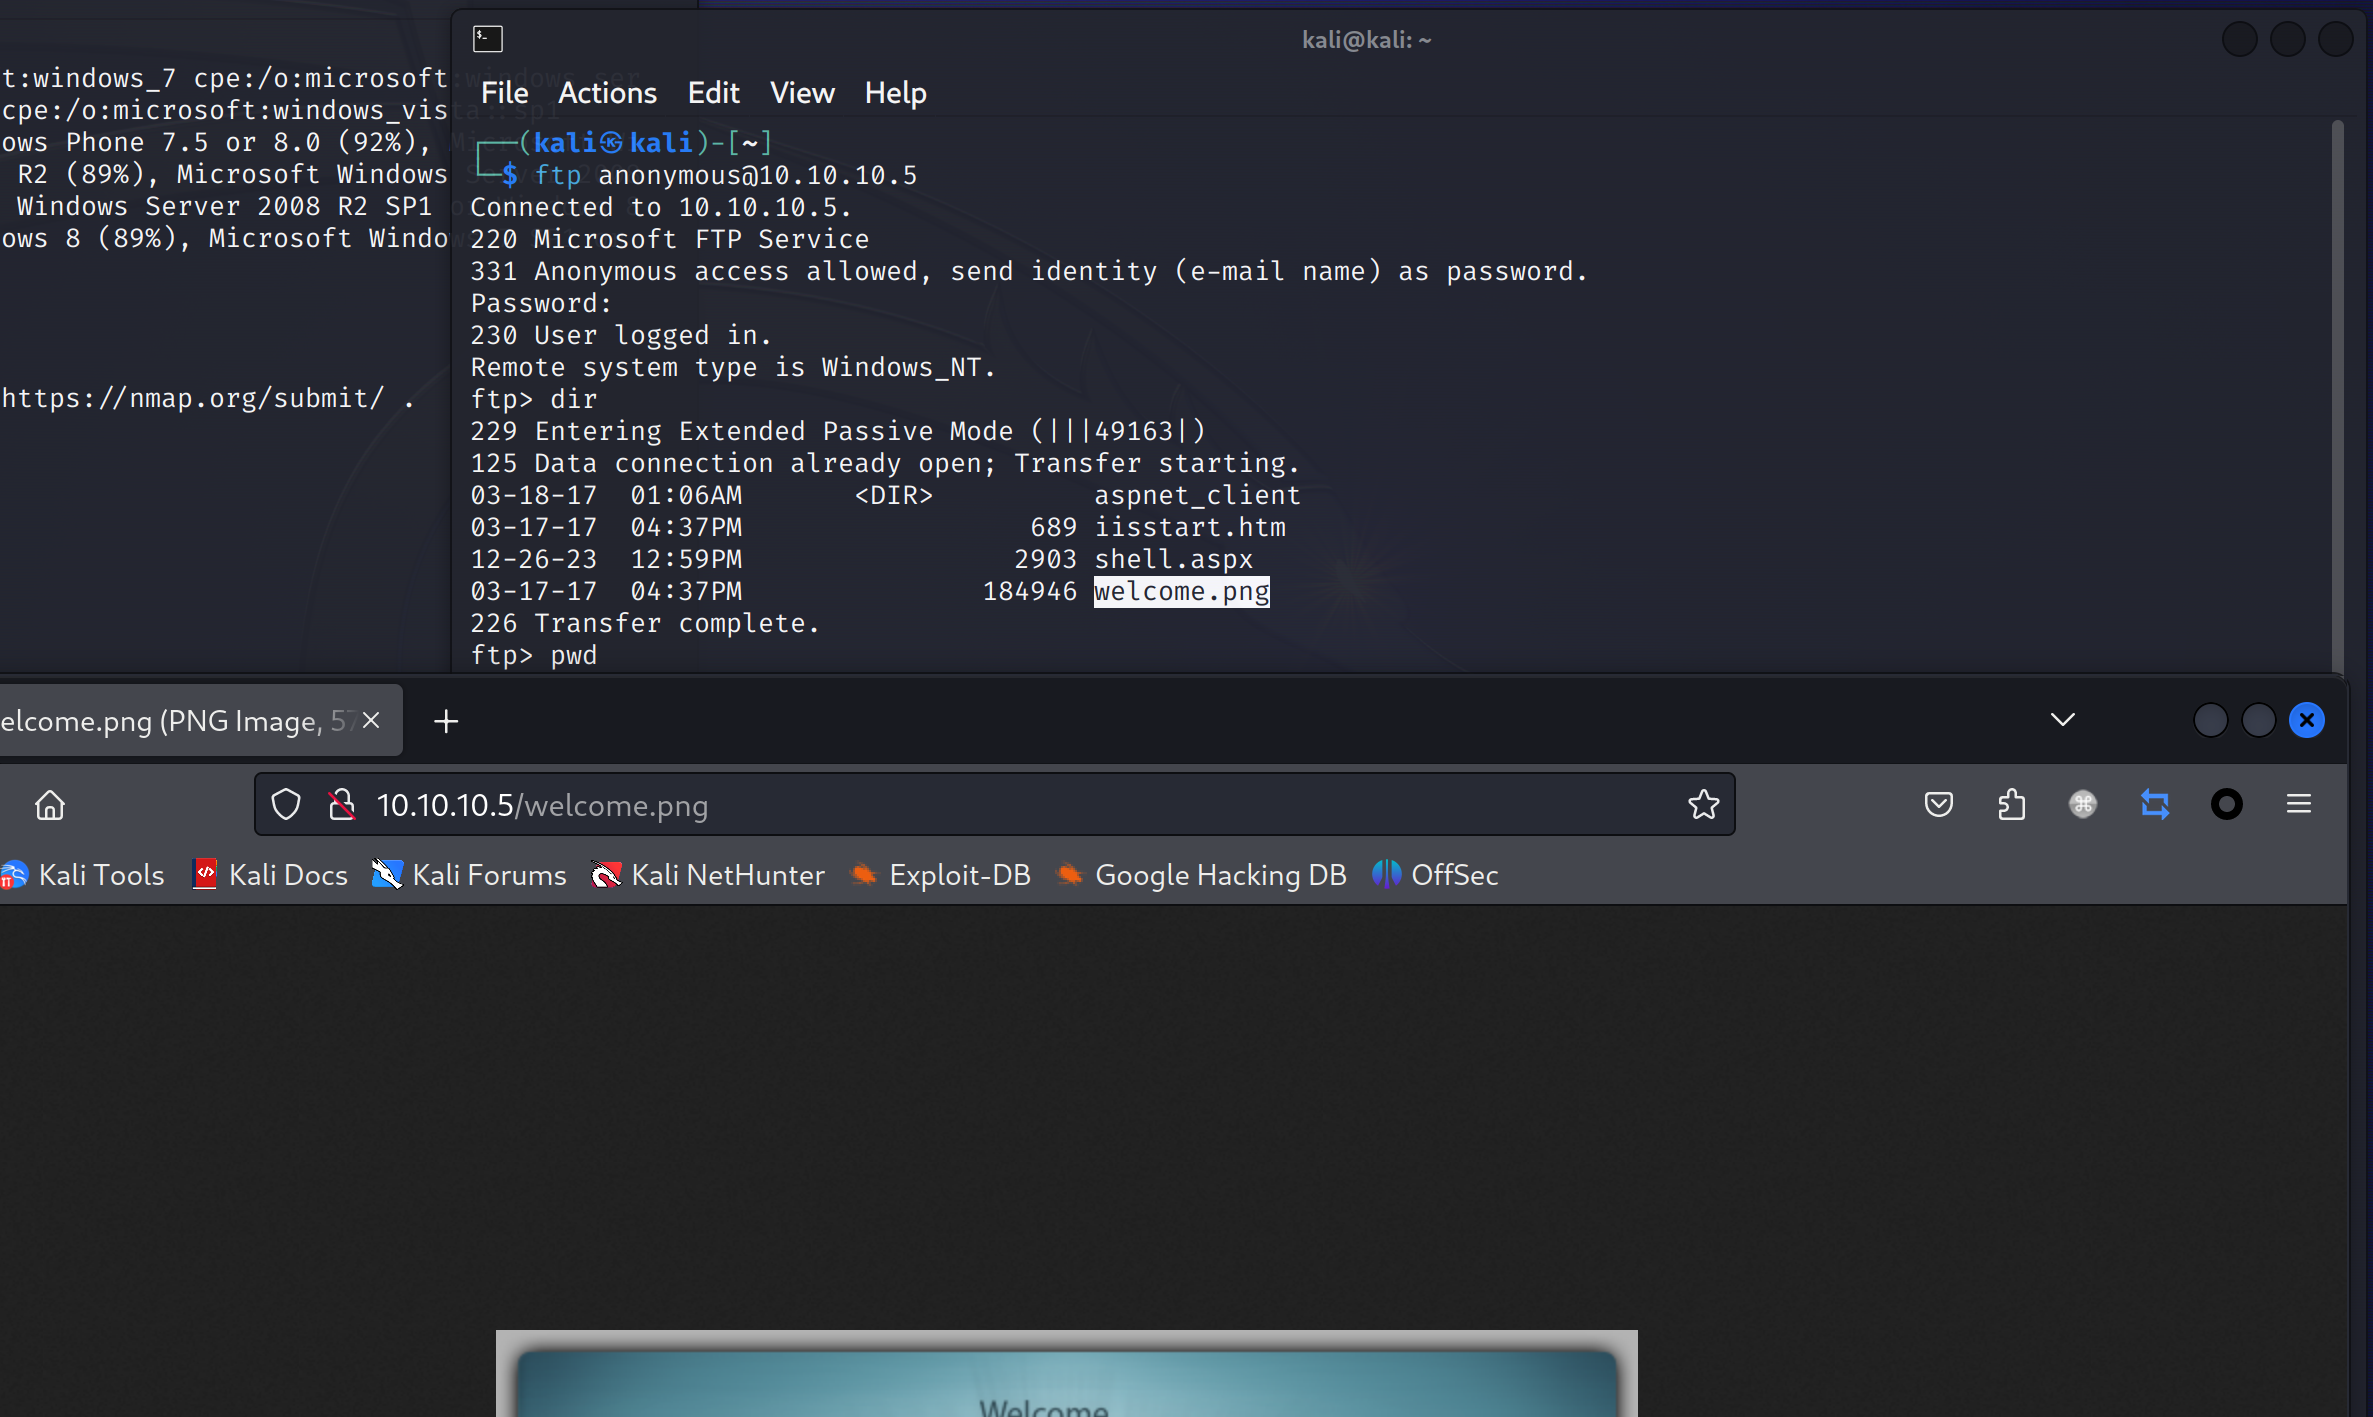 kali@kali: ~
File Actions Edit View Help
t:windows_7 cpe:/o:microsoft:windows_ser
cpe:/o:microsoft:windows_vista::sp1
ows Phone 7.5 or 8.0 (92%), Mic
R2 (89%), Microsoft Windows Server 200
Windows Server 2008 R2 SP1 or
ows 8 (89%), Microsoft Windows
https://nmap.org/submit/ .
(kali㉿kali)-[~]
$ ftp anonymous@10.10.10.5
Connected to 10.10.10.5.
220 Microsoft FTP Service
331 Anonymous access allowed, send identity (e-mail name) as password.
Password:
230 User logged in.
Remote system type is Windows_NT.
ftp> dir
229 Entering Extended Passive Mode (|||49163|)
125 Data connection already open; Transfer starting.
03-18-17 01:06AM <DIR> aspnet_client
03-17-17 04:37PM 689 iisstart.htm
12-26-23 12:59PM 2903 shell.aspx
03-17-17 04:37PM 184946 welcome.png
226 Transfer complete.
ftp> pwd
elcome.png (PNG Image, 57
10.10.10.5/welcome.png
Kali Tools Kali Docs Kali Forums Kali NetHunter Exploit-DB Google Hacking DB OffSec
Welcome